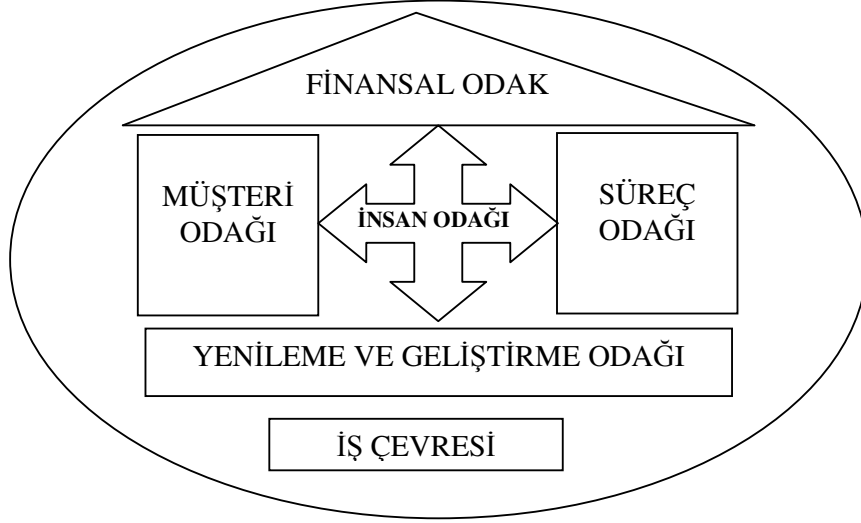 FİNANSAL ODAK
MÜŞTERİ
ODAĞI
İNSAN ODAĞI
SÜREÇ
ODAĞI
YENİLEME VE GELİŞTİRME ODAĞI
İŞ ÇEVRESİ